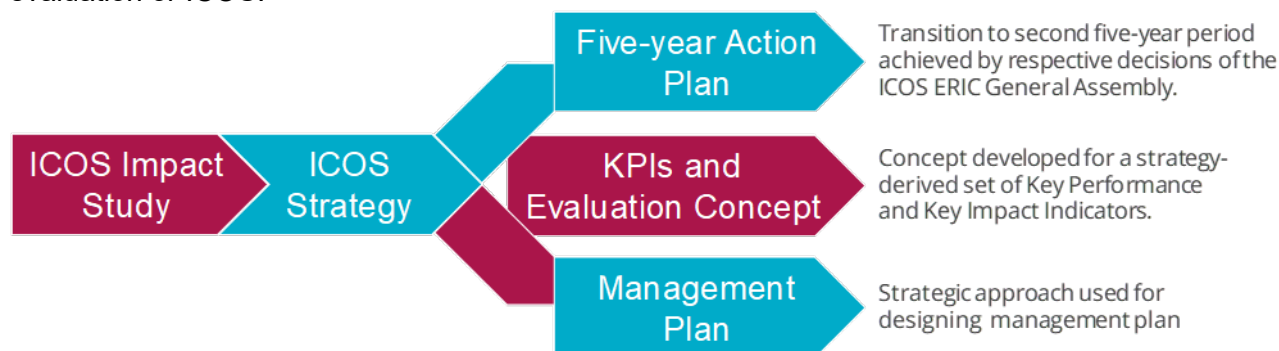 Five-year Action
Plan
Transition to second five-year period
achieved by respective decisions of the
ICOS ERIC General Assembly.
ICOS Impact
Study
ICOS
Strategy
KPIs and
Evaluation Concept
Concept developed for a strategy-
derived set of Key Performance
and Key Impact Indicators.
Management
Plan
Strategic approach used for
designing management plan